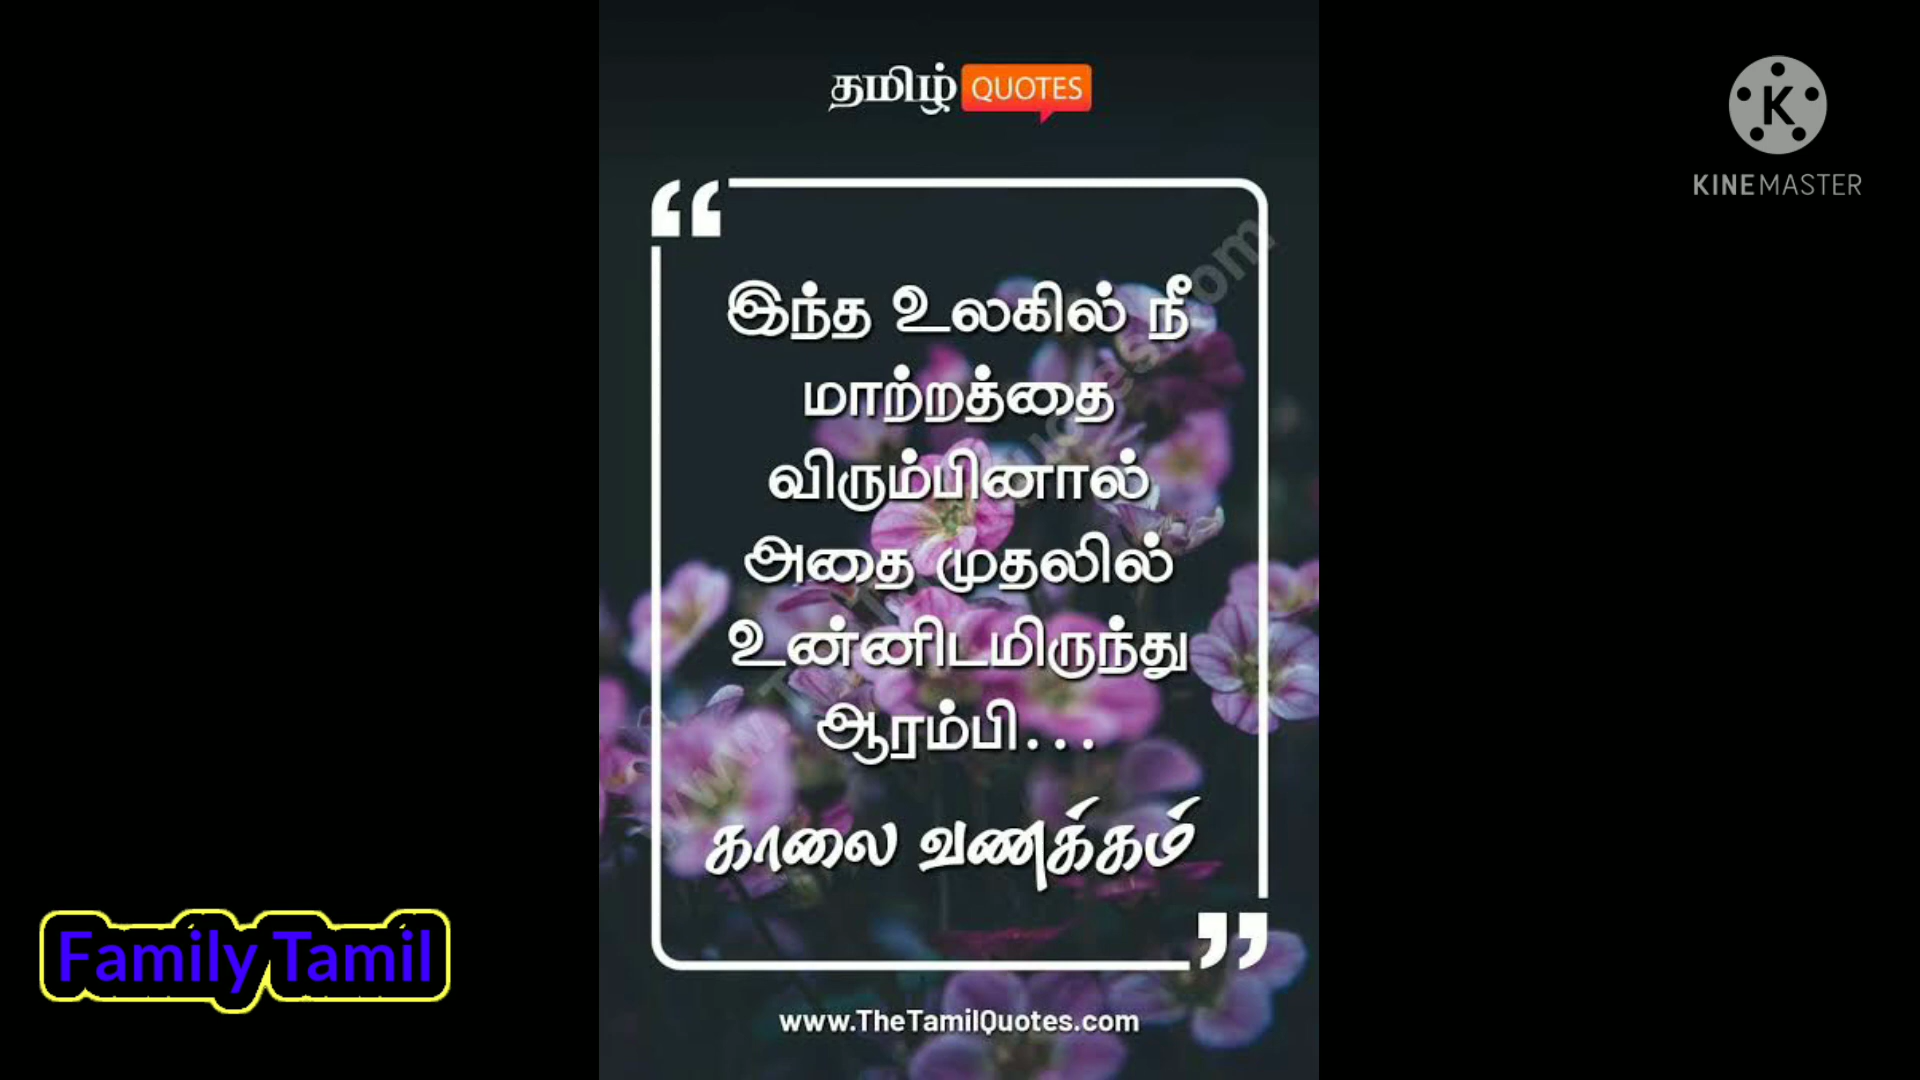 தமிழ் QUOTES
K
KINEMASTER
“
இந்த உலகில் நீ
மாற்றத்தை
விரும்பினால்
அதை முதலில்
உன்னிடமிருந்து
ஆரம்பி...
காலை வணக்கம்
”
Family Tamil
www.TheTamilQuotes.com